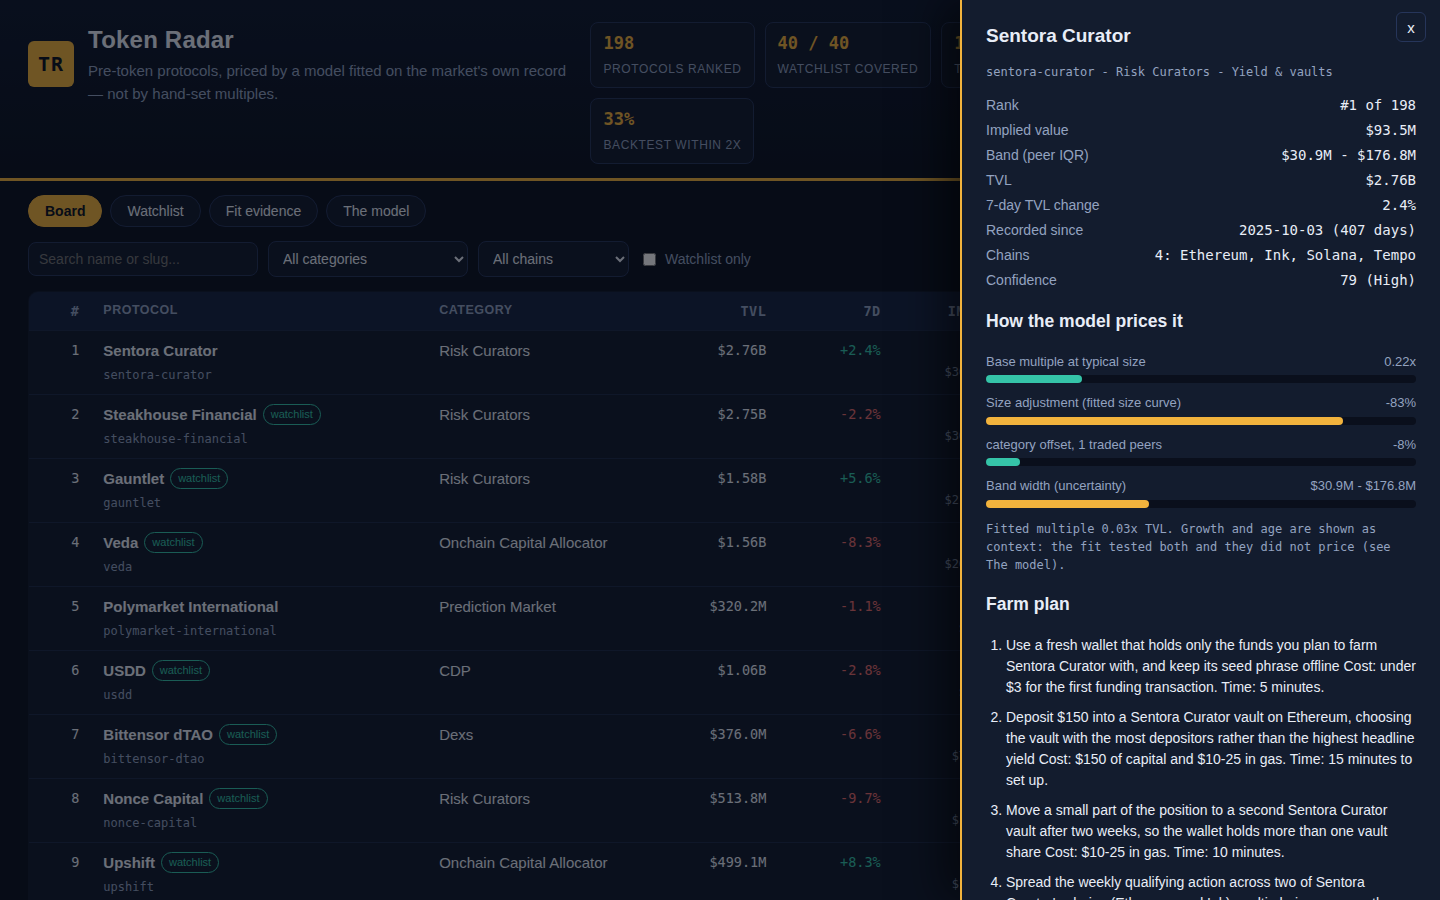 TR
Token Radar
Pre-token protocols, priced by a model fitted on the market's own record
— not by hand-set multiples.
198
PROTOCOLS RANKED
40 / 40
WATCHLIST COVERED
33%
BACKTEST WITHIN 2X
Board
Watchlist
Fit evidence
The model
Search name or slug...
All categories
All chains
Watchlist only
# PROTOCOL CATEGORY TVL 7D
1 Sentora Curator Risk Curators $2.76B +2.4%
sentora-curator
2 Steakhouse Financial watchlist Risk Curators $2.75B -2.2%
steakhouse-financial
3 Gauntlet watchlist Risk Curators $1.58B +5.6%
gauntlet
4 Veda watchlist Onchain Capital Allocator $1.56B -8.3%
veda
5 Polymarket International Prediction Market $320.2M -1.1%
polymarket-international
6 USDD watchlist CDP $1.06B -2.8%
usdd
7 Bittensor dTAO watchlist Dexs $376.0M -6.6%
bittensor-dtao
8 Nonce Capital watchlist Risk Curators $513.8M -9.7%
nonce-capital
9 Upshift watchlist Onchain Capital Allocator $499.1M +8.3%
upshift
x
Sentora Curator
sentora-curator - Risk Curators - Yield & vaults
Rank #1 of 198
Implied value $93.5M
Band (peer IQR) $30.9M - $176.8M
TVL $2.76B
7-day TVL change 2.4%
Recorded since 2025-10-03 (407 days)
Chains 4: Ethereum, Ink, Solana, Tempo
Confidence 79 (High)
How the model prices it
Base multiple at typical size 0.22x
Size adjustment (fitted size curve) -83%
category offset, 1 traded peers -8%
Band width (uncertainty) $30.9M - $176.8M
Fitted multiple 0.03x TVL. Growth and age are shown as
context: the fit tested both and they did not price (see
The model).
Farm plan
1. Use a fresh wallet that holds only the funds you plan to farm
Sentora Curator with, and keep its seed phrase offline Cost: under
$3 for the first funding transaction. Time: 5 minutes.
2. Deposit $150 into a Sentora Curator vault on Ethereum, choosing
the vault with the most depositors rather than the highest headline
yield Cost: $150 of capital and $10-25 in gas. Time: 15 minutes to
set up.
3. Move a small part of the position to a second Sentora Curator
vault after two weeks, so the wallet holds more than one vault
share Cost: $10-25 in gas. Time: 10 minutes.
4. Spread the weekly qualifying action across two of Sentora